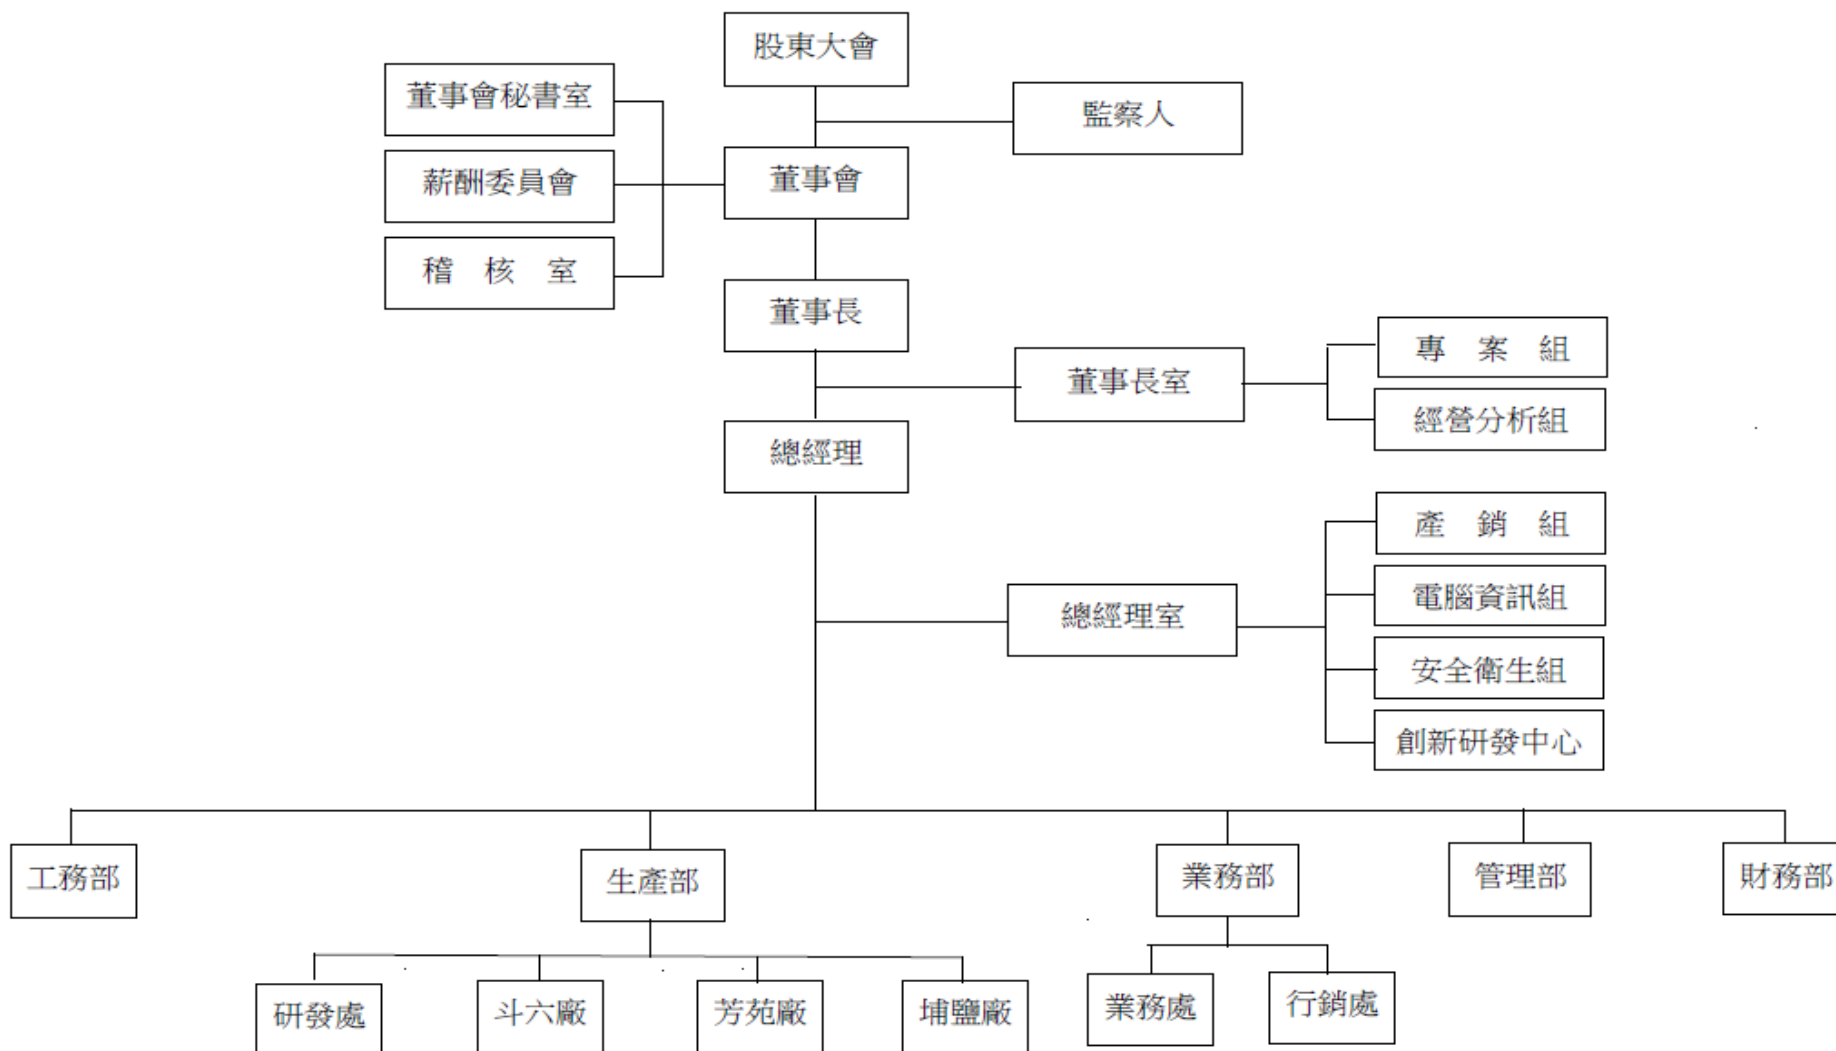 股東大會
董事會秘書室
監察人
薪酬委員會
董事會
稽　核　室
董事長
專　案　組
董事長室
經營分析組
總經理
產　銷　組
電腦資訊組
總經理室
安全衛生組
創新研發中心
工務部
生產部
業務部
管理部
財務部
研發處
斗六廠
芳苑廠
埔鹽廠
業務處
行銷處